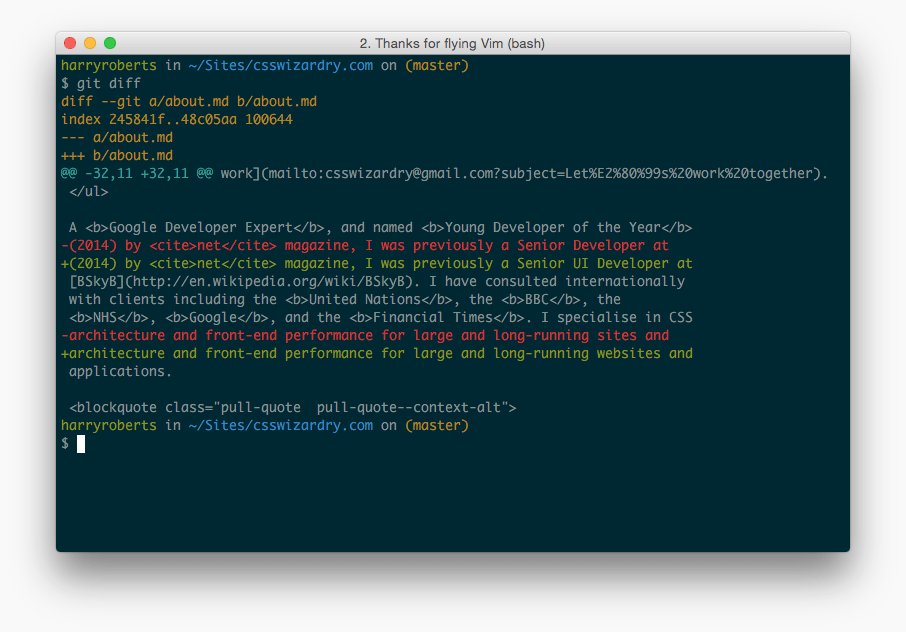 2. Thanks for flying Vim (bash)
harryroberts in ~/Sites/csswizardry.com on (master)
$ git diff
diff --git a/about.md b/about.md
index 245841f..48c05aa 100644
--- a/about.md
+++ b/about.md
@@ -32,11 +32,11 @@ work](mailto:csswizardry@gmail.com?subject=Let%E2%80%99s%20work%20together).
 </ul>

 A <b>Google Developer Expert</b>, and named <b>Young Developer of the Year</b>
-(2014) by <cite>net</cite> magazine, I was previously a Senior Developer at
+(2014) by <cite>net</cite> magazine, I was previously a Senior UI Developer at
 [BSkyB](http://en.wikipedia.org/wiki/BSkyB). I have consulted internationally
 with clients including the <b>United Nations</b>, the <b>BBC</b>, the
 <b>NHS</b>, <b>Google</b>, and the <b>Financial Times</b>. I specialise in CSS
-architecture and front-end performance for large and long-running sites and
+architecture and front-end performance for large and long-running websites and
 applications.

 <blockquote class="pull-quote  pull-quote--context-alt">
harryroberts in ~/Sites/csswizardry.com on (master)
$